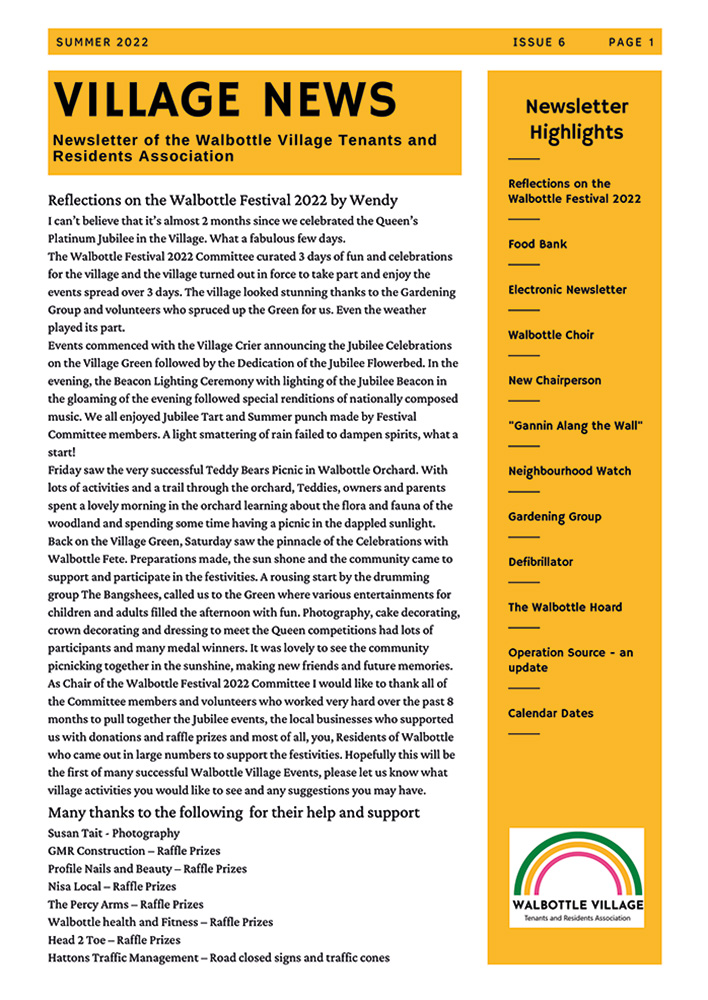 SUMMER 2022
ISSUE 6
PAGE 1
VILLAGE NEWS
Newsletter of the Walbottle Village Tenants and
Residents Association
Reflections on the Walbottle Festival 2022 by Wendy
I can't believe that it's almost 2 months since we celebrated the Queen's
Platinum Jubilee in the Village. What a fabulous few days.
The Walbottle Festival 2022 Committee curated 3 days of fun and celebrations
for the village and the village turned out in force to take part and enjoy the
events spread over 3 days. The village looked stunning thanks to the Gardening
Group and volunteers who spruced up the Green for us. Even the weather
played its part.
Events commenced with the Village Crier announcing the Jubilee Celebrations
on the Village Green followed by the Dedication of the Jubilee Flowerbed. In the
evening, the Beacon Lighting Ceremony with lighting of the Jubilee Beacon in
the gloaming of the evening followed special renditions of nationally composed
music. We all enjoyed Jubilee Tart and Summer punch made by Festival
Committee members. A light smattering of rain failed to dampen spirits, what a
start!
Friday saw the very successful Teddy Bears Picnic in Walbottle Orchard. With
lots of activities and a trail through the orchard, Teddies, owners and parents
spent a lovely morning in the orchard learning about the flora and fauna of the
woodland and spending some time having a picnic in the dappled sunlight.
Back on the Village Green, Saturday saw the pinnacle of the Celebrations with
Walbottle Fete. Preparations made, the sun shone and the community came to
support and participate in the festivities. A rousing start by the drumming
group The Bangshees, called us to the Green where various entertainments for
children and adults filled the afternoon with fun. Photography, cake decorating,
crown decorating and dressing to meet the Queen competitions had lots of
participants and many medal winners. It was lovely to see the community
picnicking together in the sunshine, making new friends and future memories.
As Chair of the Walbottle Festival 2022 Committee I would like to thank all of
the Committee members and volunteers who worked very hard over the past 8
months to pull together the Jubilee events, the local businesses who supported
us with donations and raffle prizes and most of all, you, Residents of Walbottle
who came out in large numbers to support the festivities. Hopefully this will be
the first of many successful Walbottle Village Events, please let us know what
village activities you would like to see and any suggestions you may have.
Many thanks to the following for their help and support
Susan Tait - Photography
GMR Construction – Raffle Prizes
Profile Nails and Beauty – Raffle Prizes
Nisa Local – Raffle Prizes
The Percy Arms – Raffle Prizes
Walbottle health and Fitness – Raffle Prizes
Head 2 Toe – Raffle Prizes
Hattons Traffic Management – Road closed signs and traffic cones
Newsletter
Highlights
Reflections on the
Walbottle Festival 2022
Food Bank
Electronic Newsletter
Walbottle Choir
New Chairperson
"Gannin Alang the Wall"
Neighbourhood Watch
Gardening Group
Defibrillator
The Walbottle Hoard
Operation Source - an
update
Calendar Dates
WALBOTTLE VILLAGE
Tenants and Residents Association